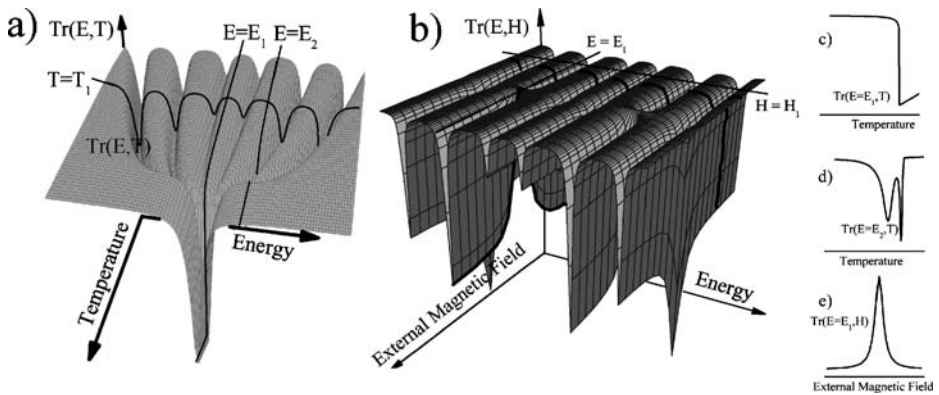 a)
Tr(E,T)
E=E₁ E=E₂
T=T₁
Tr(E,T)
Energy
Temperature
b)
Tr(E,H)
E = E₁
H = H₁
External Magnetic Field
Energy
c)
Tr(E=E₁,T)
Temperature
d)
Tr(E=E₂,T)
Temperature
e)
Tr(E=E₁,H)
External Magnetic Field